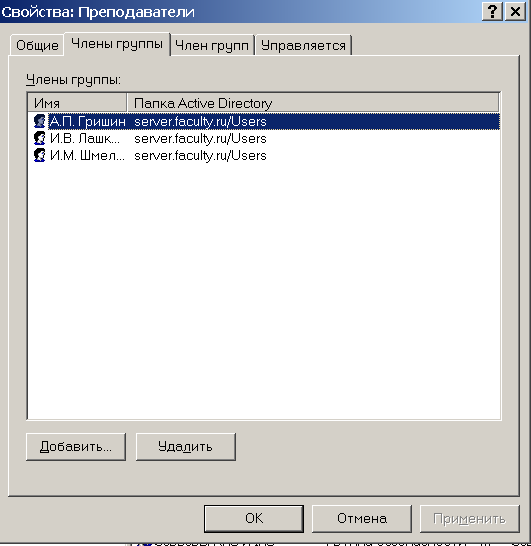 Свойства: Преподаватели
Общие Члены группы Член групп Управляется
Члены группы:
Имя Папка Active Directory
А.П. Гришин server.faculty.ru/Users
И.В. Лашк... server.faculty.ru/Users
И.М. Шмел... server.faculty.ru/Users
Добавить... Удалить
OK Отмена Применить